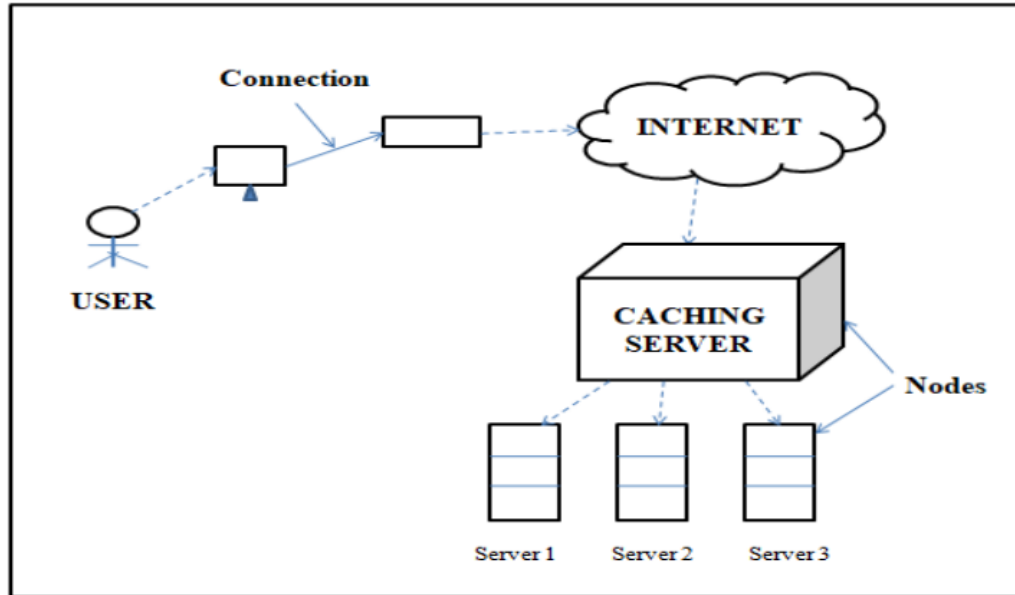 Connection
INTERNET
USER
CACHING
SERVER
Nodes
Server 1
Server 2
Server 3